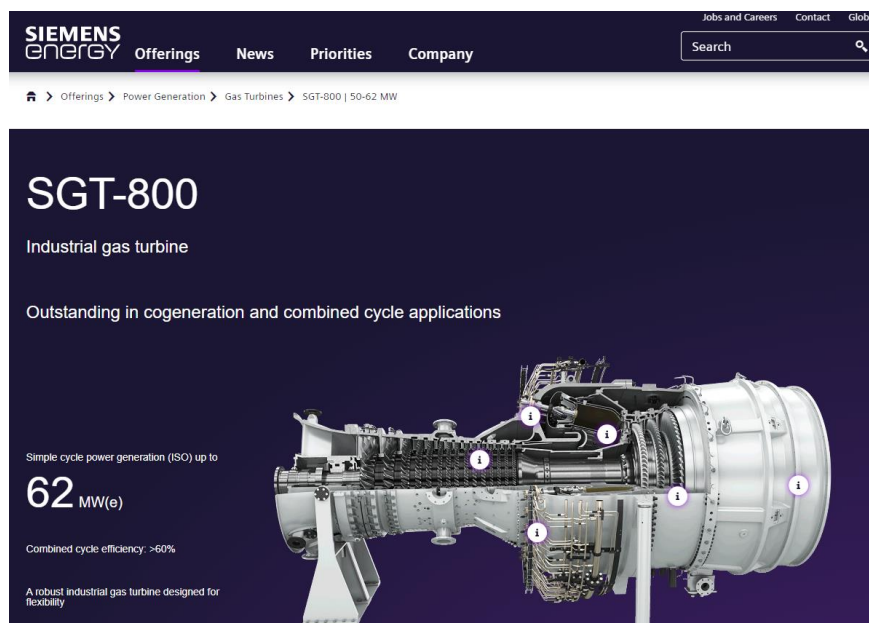 Jobs and Careers Contact Glob
SIEMENS
energy
Offerings News Priorities Company
Search
Offerings Power Generation Gas Turbines SGT-800 | 50-62 MW
SGT-800
Industrial gas turbine
Outstanding in cogeneration and combined cycle applications
Simple cycle power generation (ISO) up to
62 MW(e)
Combined cycle efficiency: >60%
A robust industrial gas turbine designed for
flexibility
i
i
i
i
i
i